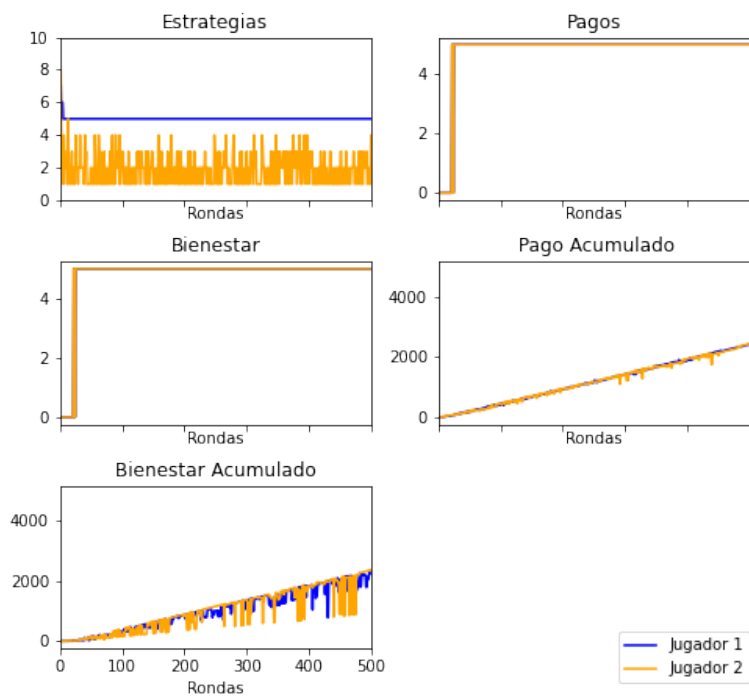 Estrategias
10
8
6
4
2
0
Rondas
Pagos
4
2
0
Rondas
Bienestar
4
2
0
Rondas
Pago Acumulado
4000
2000
0
Rondas
Bienestar Acumulado
4000
2000
0
0 100 200 300 400 500
Rondas
Jugador 1
Jugador 2